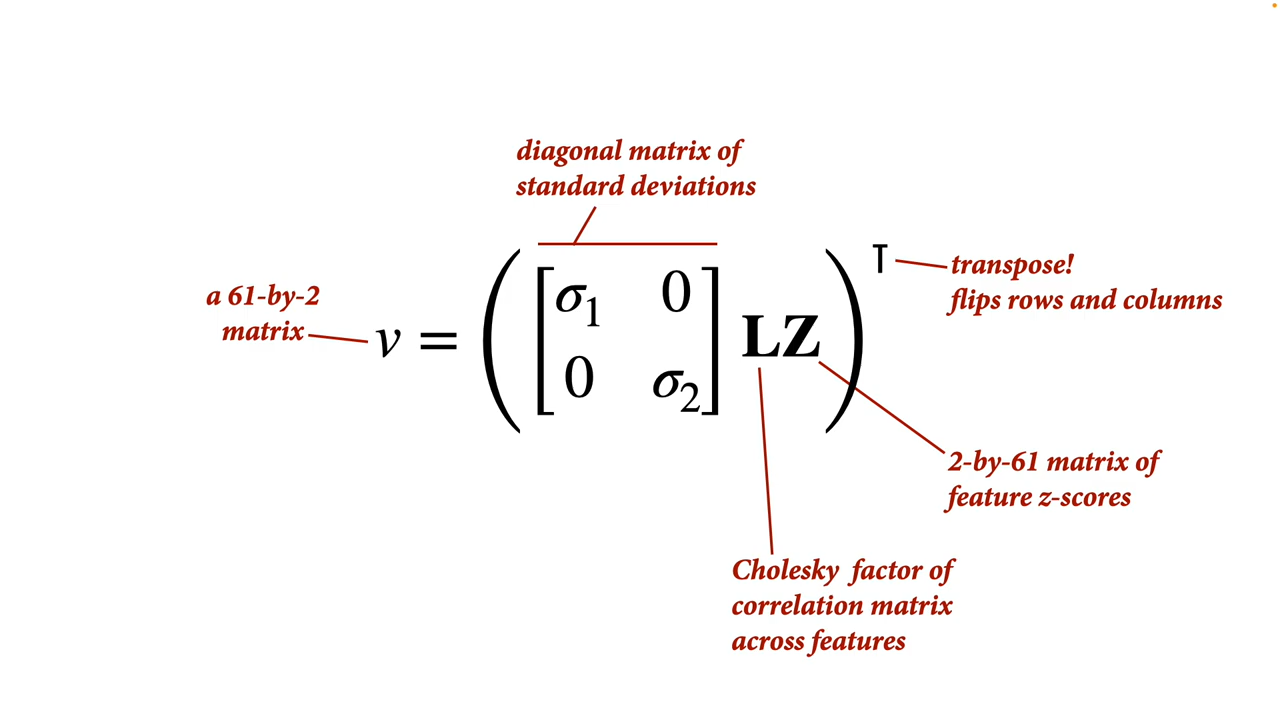 diagonal matrix of
standard deviations
a 61-by-2
matrix
v = ( [ σ1 0
0 σ2 ] LZ )ᵀ
transpose!
flips rows and columns
2-by-61 matrix of
feature z-scores
Cholesky factor of
correlation matrix
across features